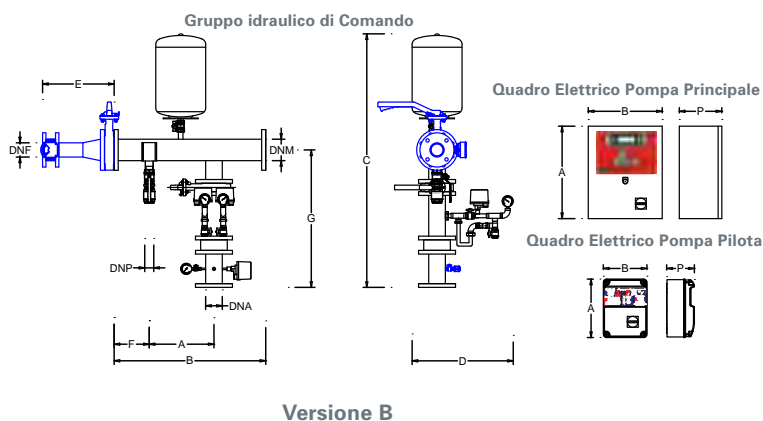 Gruppo idraulico di Comando
E
Quadro Elettrico Pompa Principale
B
P
DNF
DNM
C
A
G
Quadro Elettrico Pompa Pilota
B
P
DNP
A
DNA
F
A
B
D
Versione B